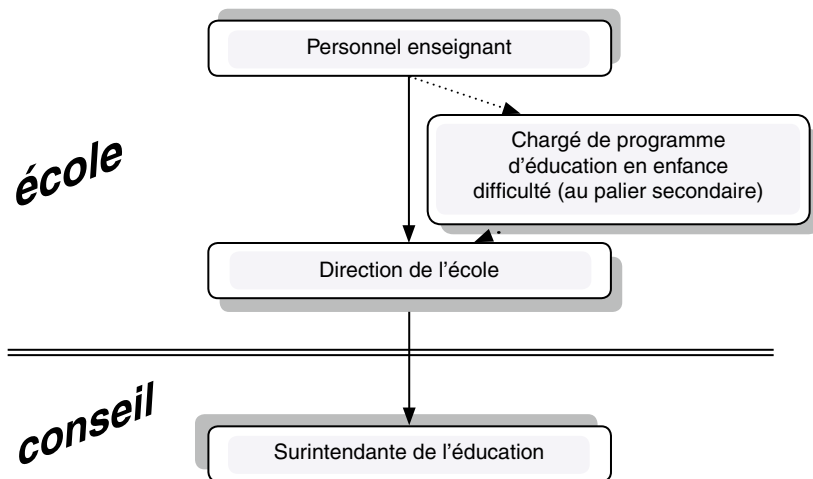 Personnel enseignant
Chargé de programme
d'éducation en enfance
difficulté (au palier secondaire)
école
Direction de l'école
conseil
Surintendante de l'éducation